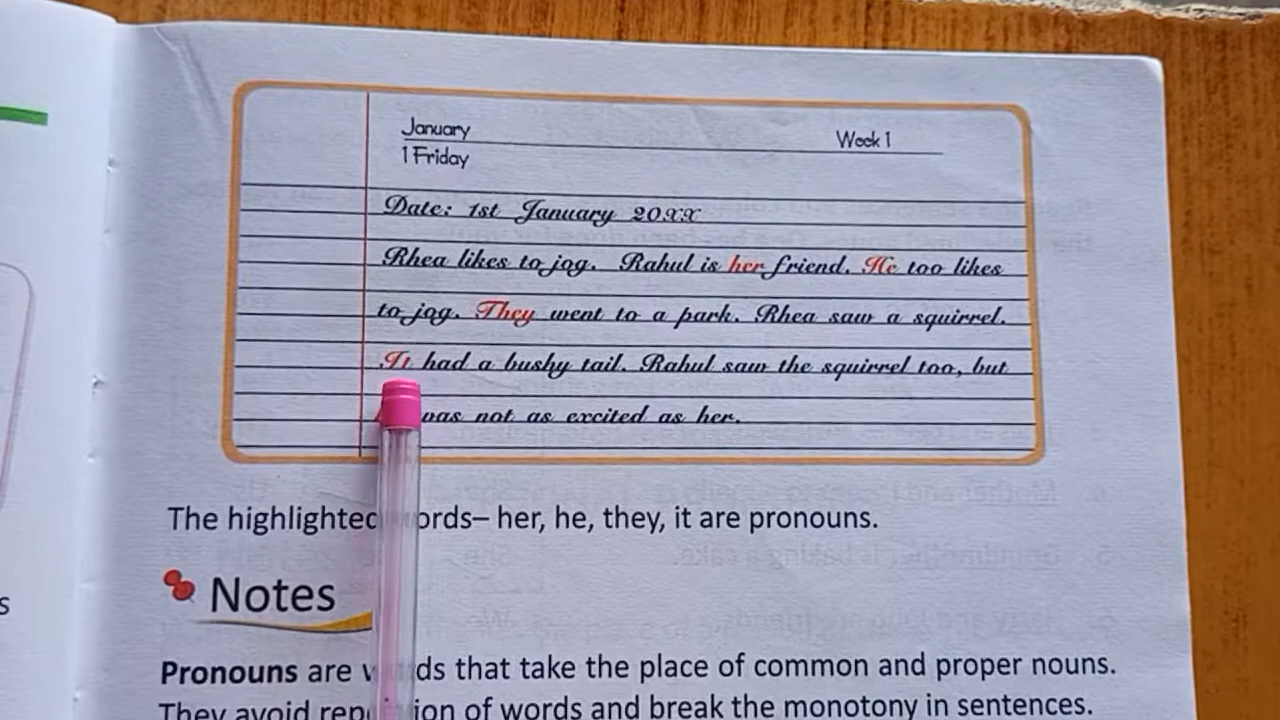 January
Week 1
1 Friday
Date: 1st January 20XX
Rhea likes to jog. Rahul is her friend. He too likes
to jog. They went to a park. Rhea saw a squirrel.
It had a bushy tail. Rahul saw the squirrel too, but
was not as excited as her.
The highlighted words– her, he, they, it are pronouns.
Notes
Pronouns are words that take the place of common and proper nouns.
They avoid repetition of words and break the monotony in sentences.
s